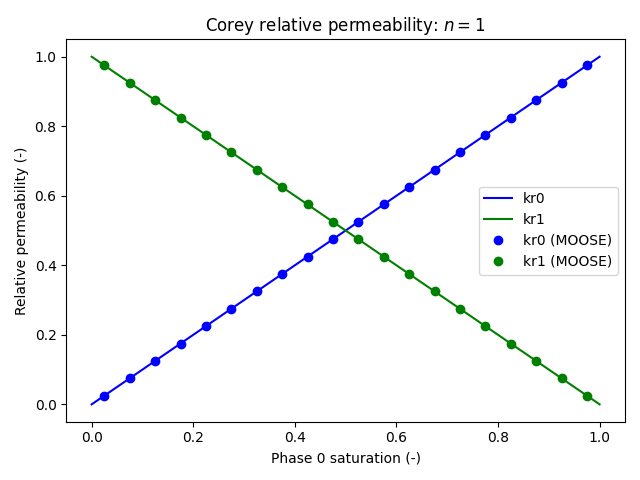 Corey relative permeability: n = 1
Relative permeability (-)
1.0
0.8
0.6
0.4
0.2
0.0
kr0
kr1
kr0 (MOOSE)
kr1 (MOOSE)
0.0 0.2 0.4 0.6 0.8 1.0
Phase 0 saturation (-)